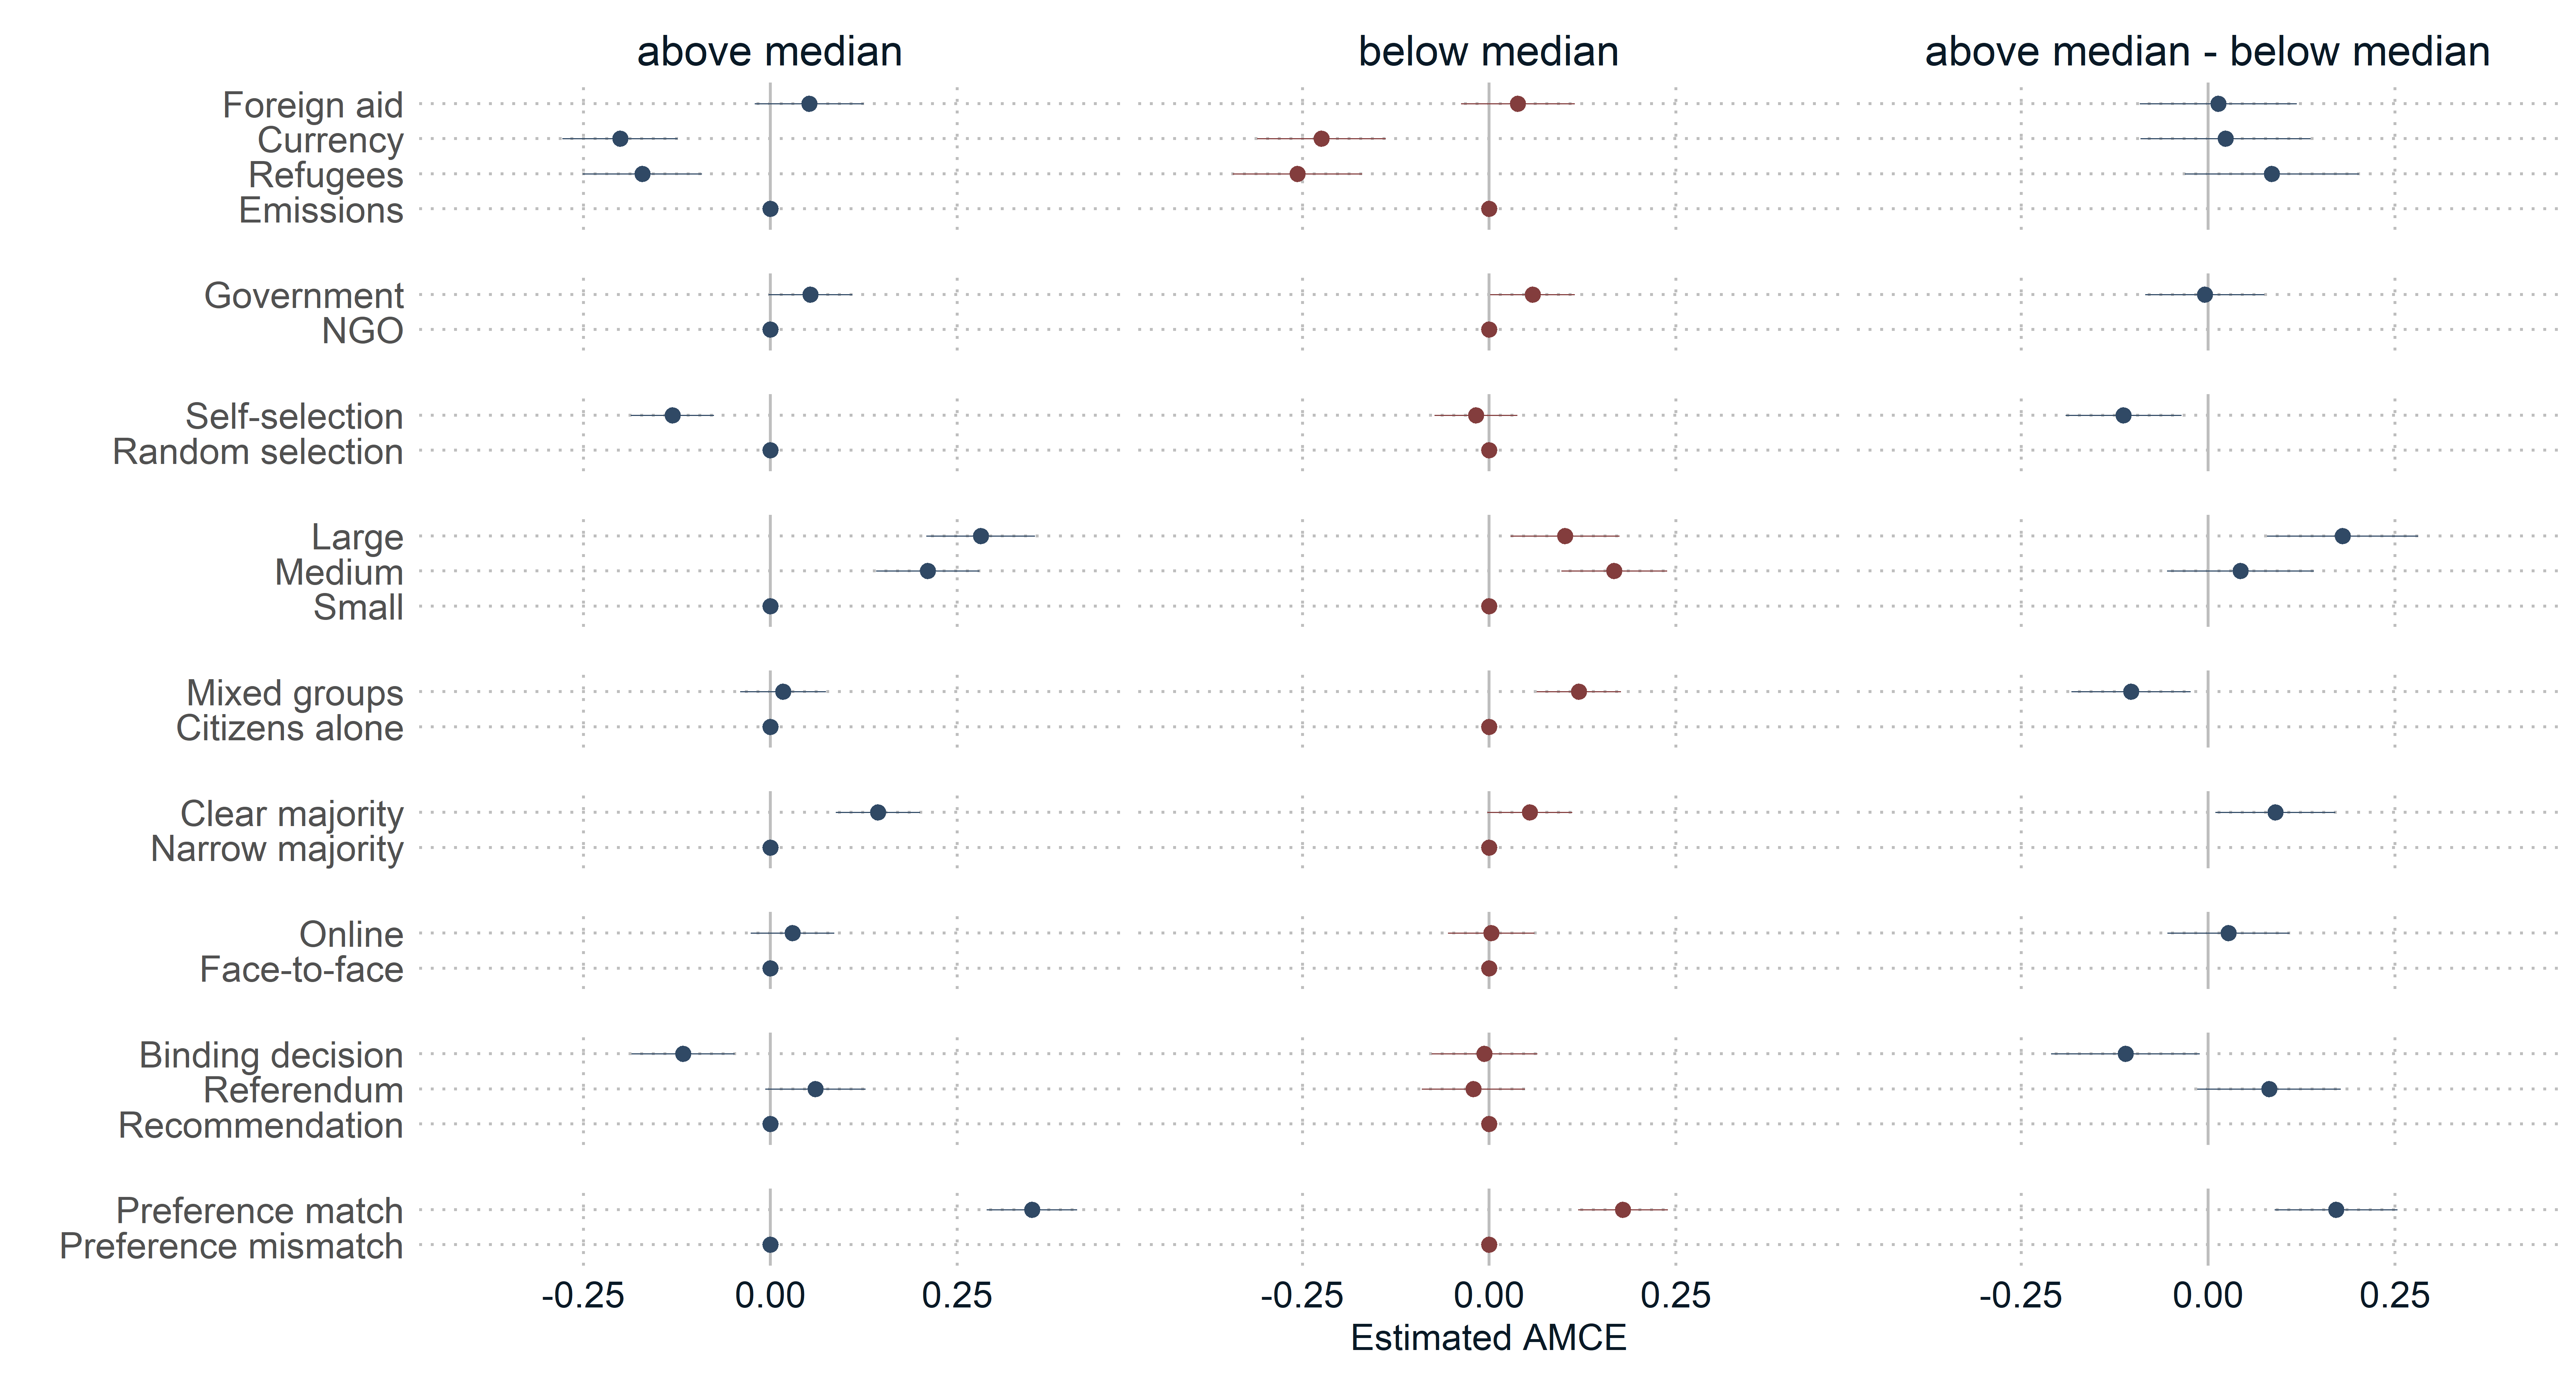 above median
below median
above median - below median
Foreign aid
Currency
Refugees
Emissions
Government
NGO
Self-selection
Random selection
Large
Medium
Small
Mixed groups
Citizens alone
Clear majority
Narrow majority
Online
Face-to-face
Binding decision
Referendum
Recommendation
Preference match
Preference mismatch
-0.25 0.00 0.25 -0.25 0.00 0.25 -0.25 0.00 0.25
Estimated AMCE